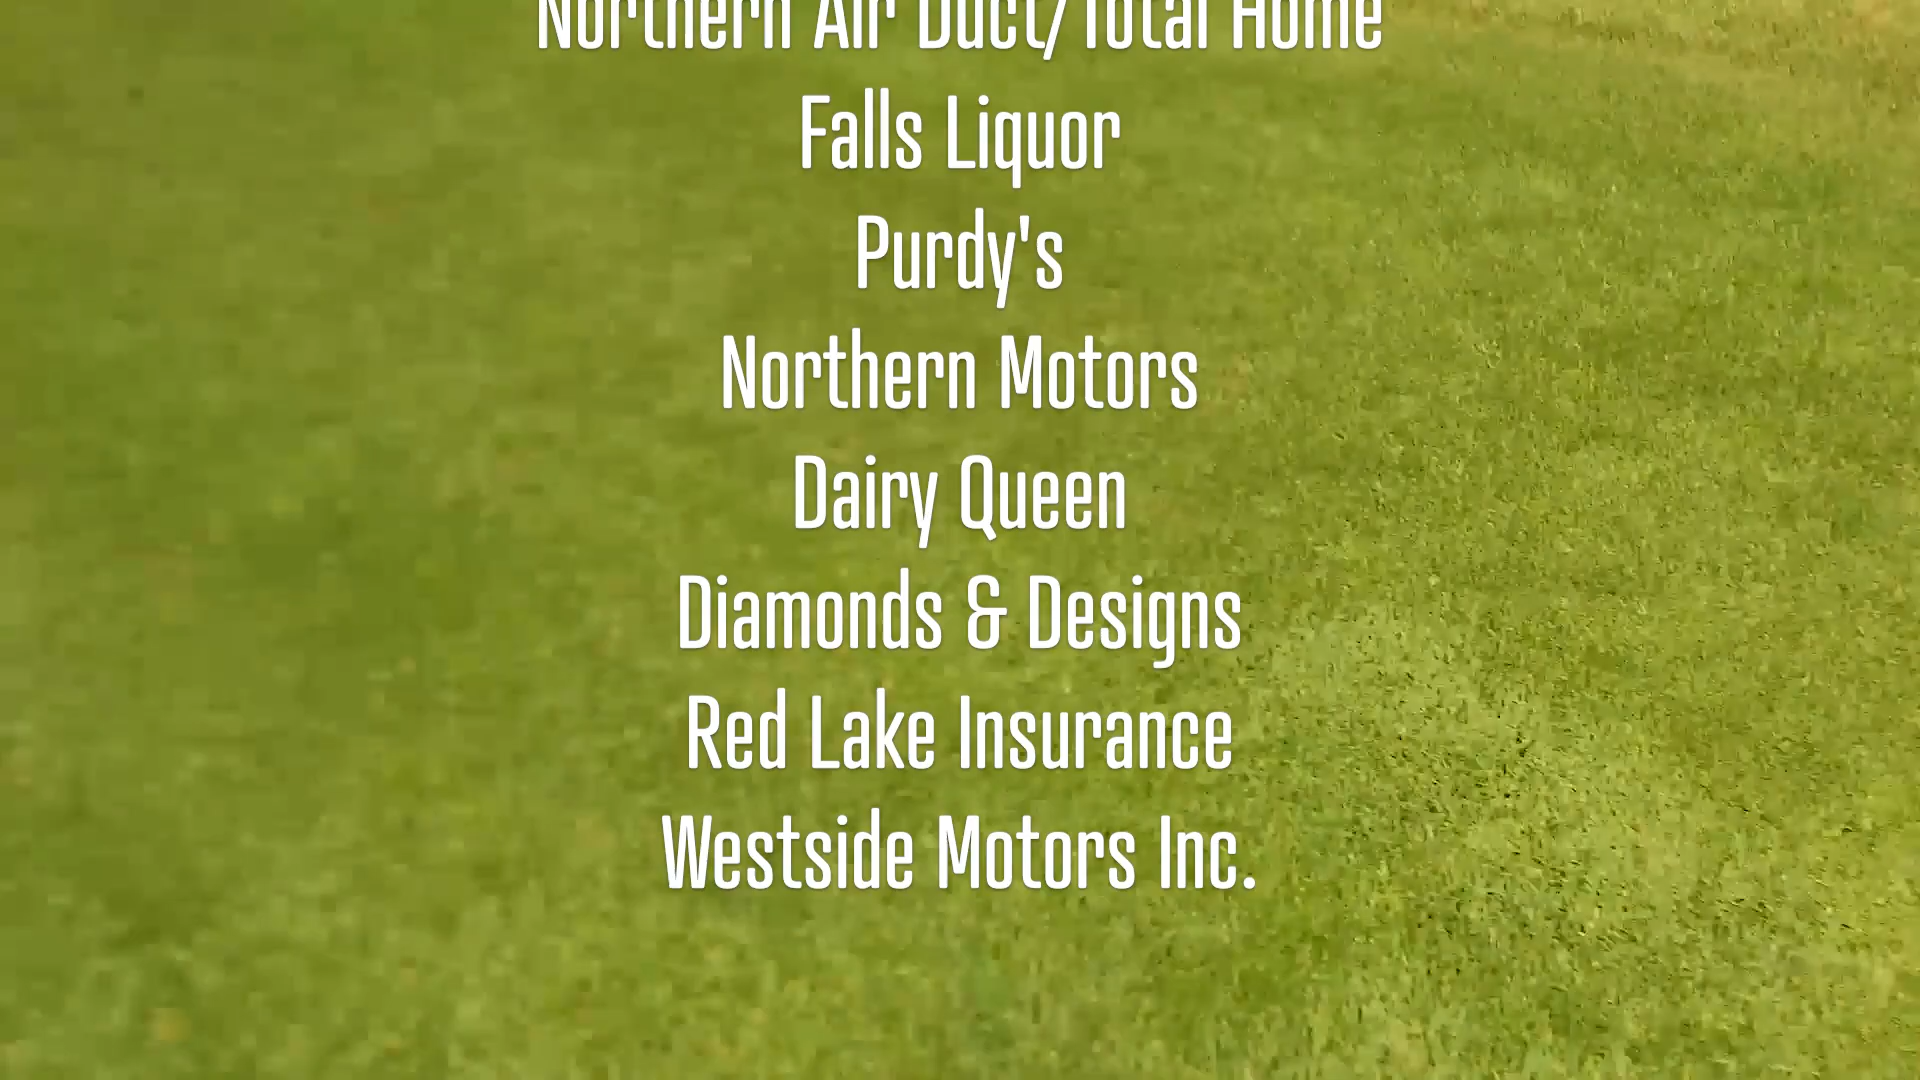 Northern Air Duct/Total Home
Falls Liquor
Purdy's
Northern Motors
Dairy Queen
Diamonds & Designs
Red Lake Insurance
Westside Motors Inc.